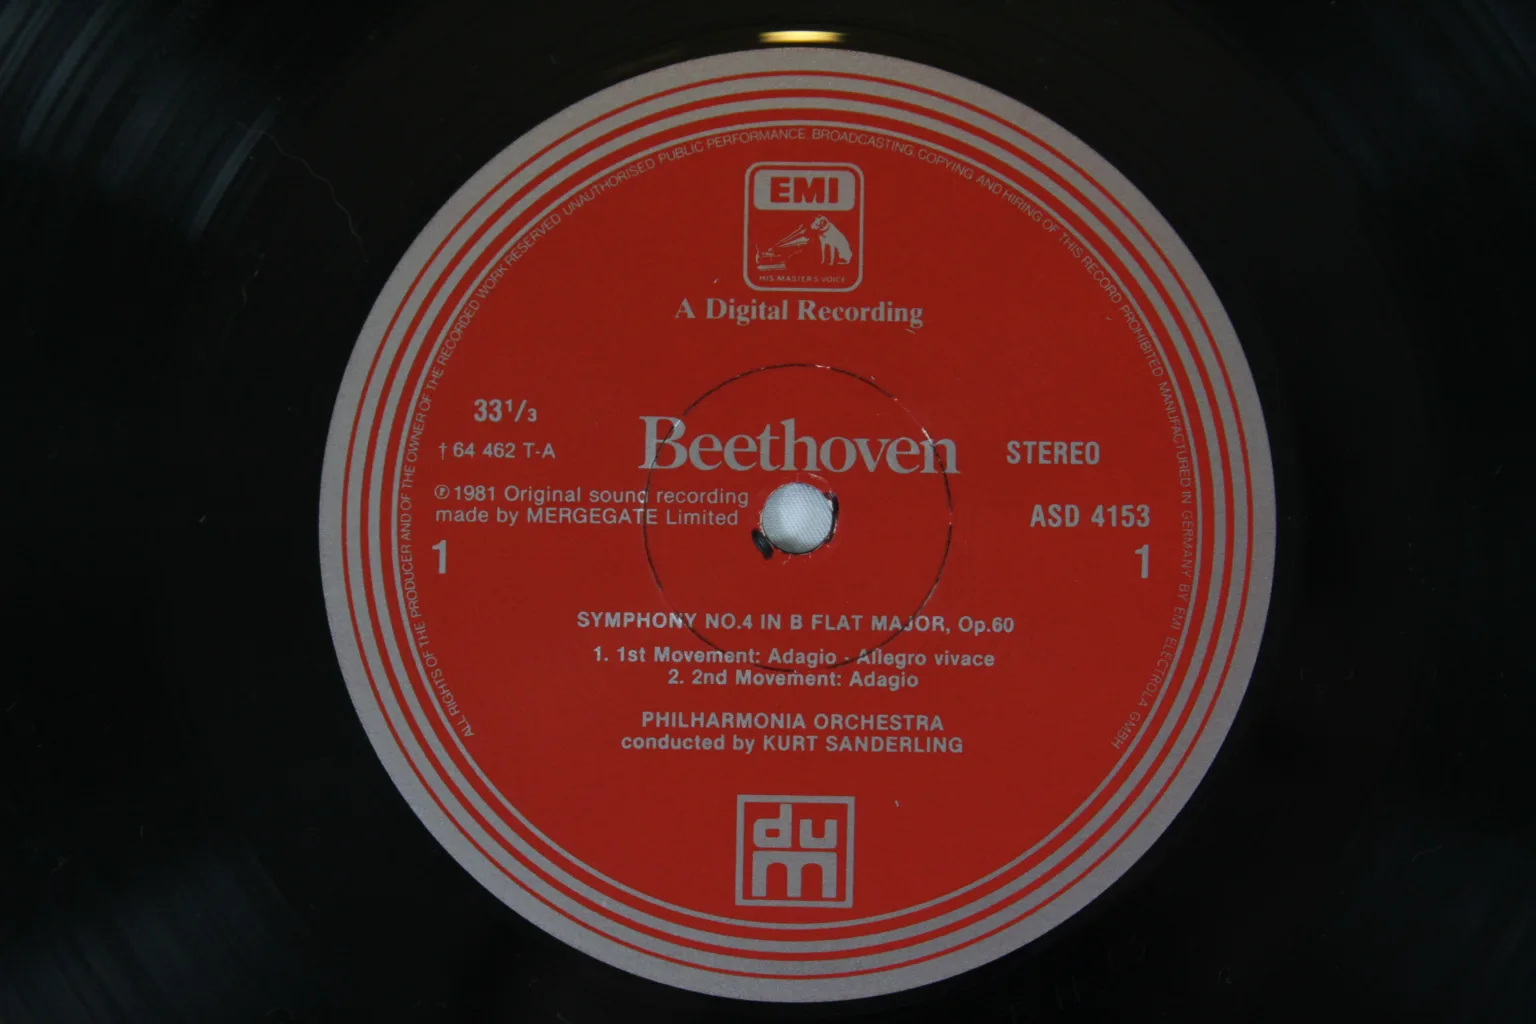 ALL RIGHTS OF THE PRODUCER AND OF THE OWNER OF THE RECORDED WORK RESERVED UNAUTHORISED PUBLIC PERFORMANCE BROADCASTING COPYING AND HIRING OF THIS RECORD PROHIBITED MANUFACTURED IN GERMANY BY EMI ELECTROLA GMBH
EMI
HIS MASTER'S VOICE
A Digital Recording
33 1/3
† 64 462 T-A
Beethoven
STEREO
℗ 1981 Original sound recording
made by MERGEGATE Limited
ASD 4153
1
1
SYMPHONY NO.4 IN B FLAT MAJOR, Op.60
1. 1st Movement: Adagio - Allegro vivace
2. 2nd Movement: Adagio
PHILHARMONIA ORCHESTRA
conducted by KURT SANDERLING
du
m